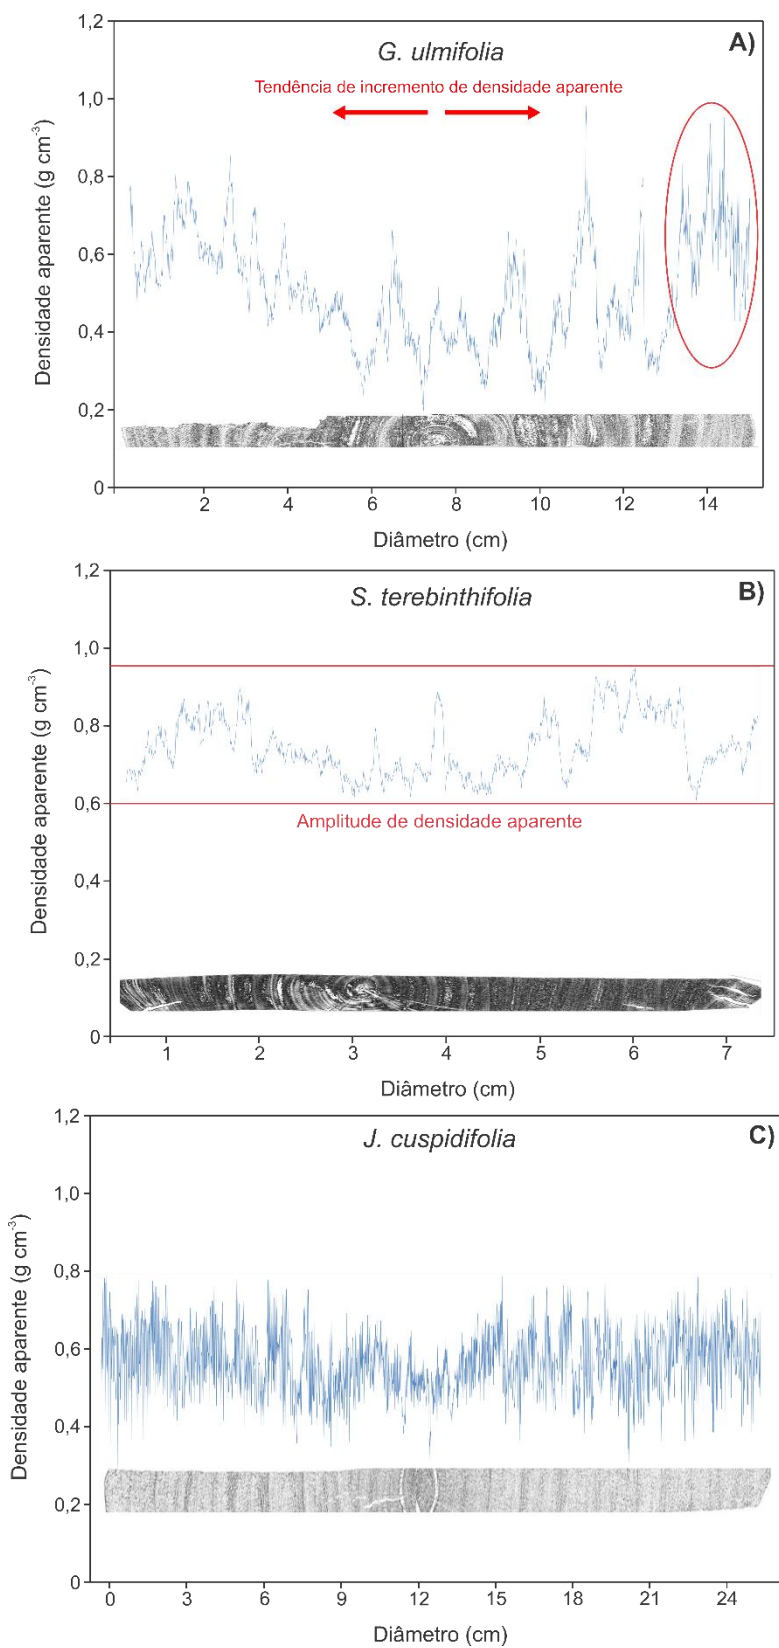 A)
G. ulmifolia
Tendência de incremento de densidade aparente
Densidade aparente (g cm⁻³)
1,2
1,0
0,8
0,6
0,4
0,2
0
2 4 6 8 10 12 14
Diâmetro (cm)
B)
S. terebinthifolia
Amplitude de densidade aparente
Densidade aparente (g cm⁻³)
1,2
1,0
0,8
0,6
0,4
0,2
0
1 2 3 4 5 6 7
Diâmetro (cm)
C)
J. cuspidifolia
Densidade aparente (g cm⁻³)
1,2
1,0
0,8
0,6
0,4
0,2
0
0 3 6 9 12 15 18 21 24
Diâmetro (cm)